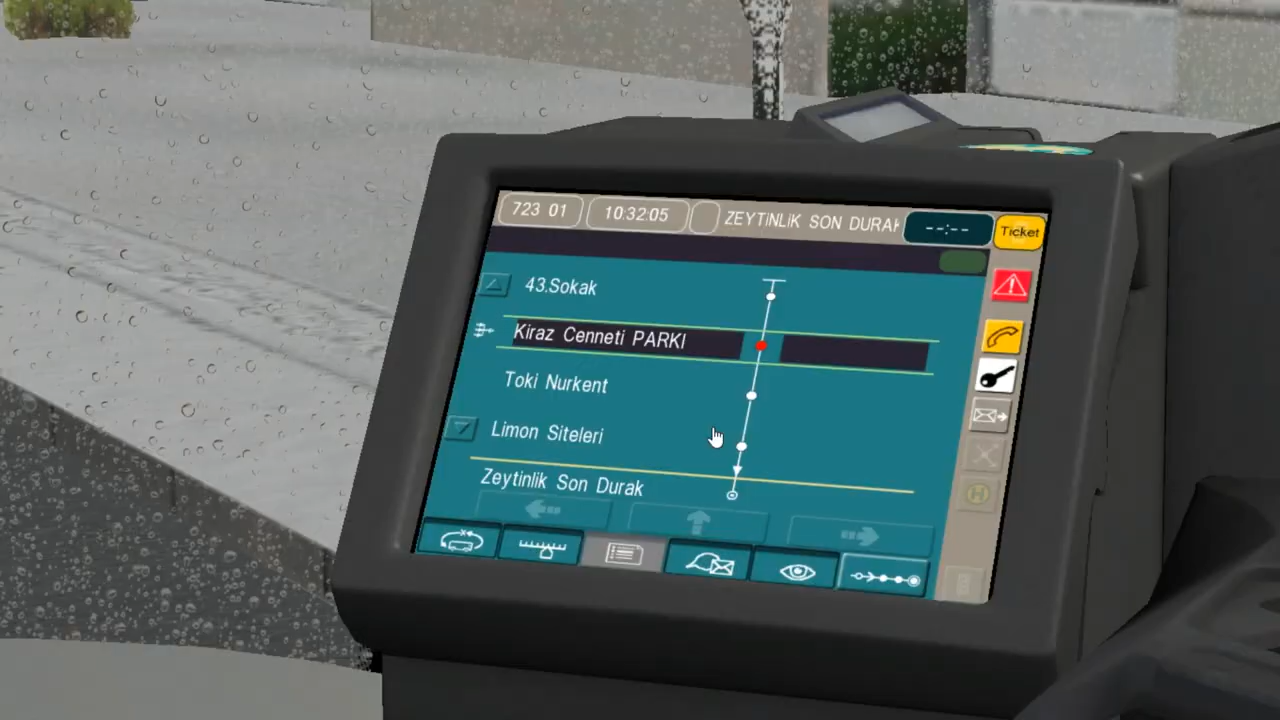 723 01
10:32:05
ZEYTINLIK SON DURAK
--:--
Ticket
43.Sokak
Kiraz Cenneti PARKI
Toki Nurkent
Limon Siteleri
Zeytinlik Son Durak
H